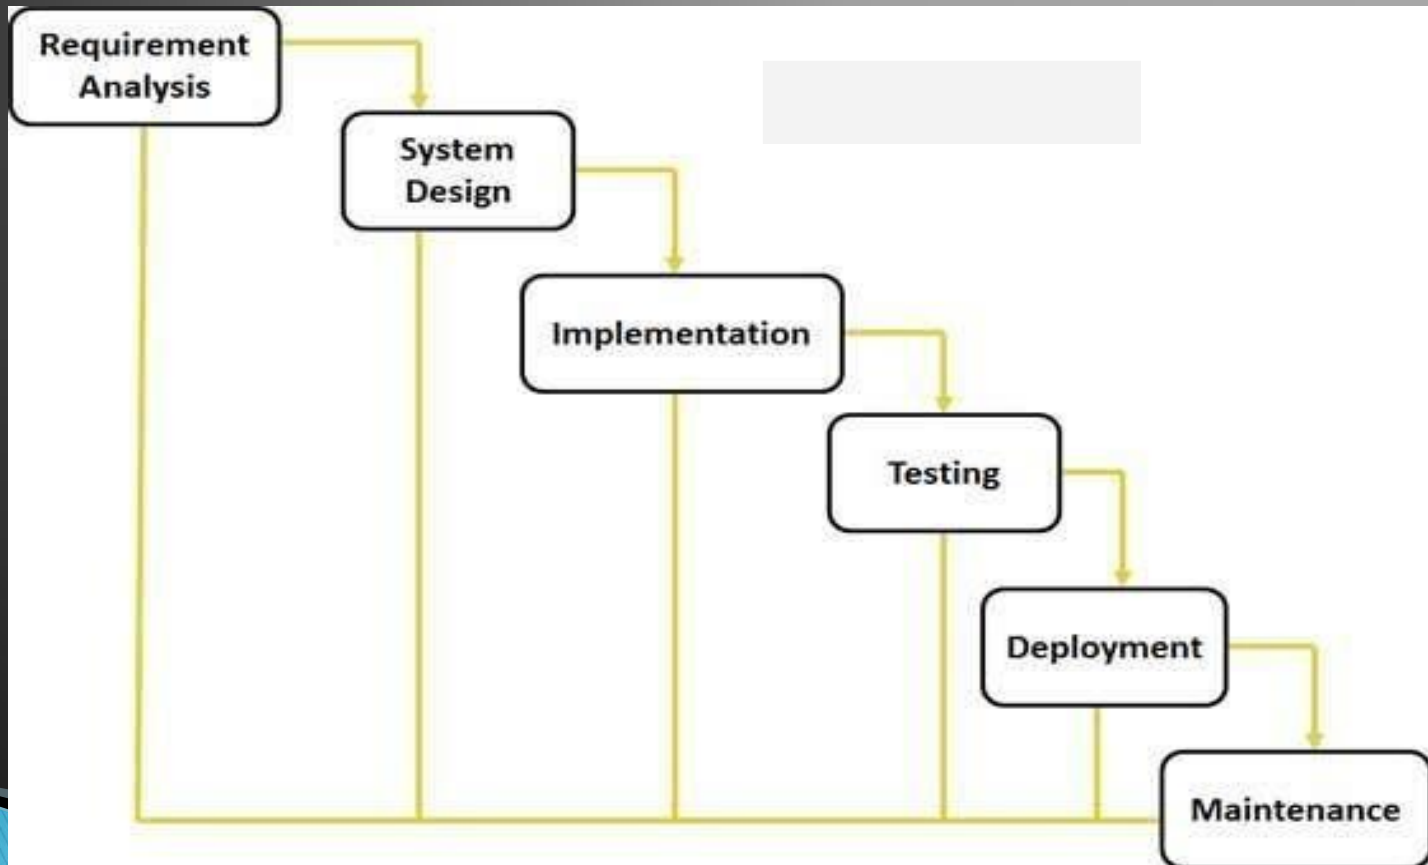 Requirement
Analysis
System
Design
Implementation
Testing
Deployment
Maintenance